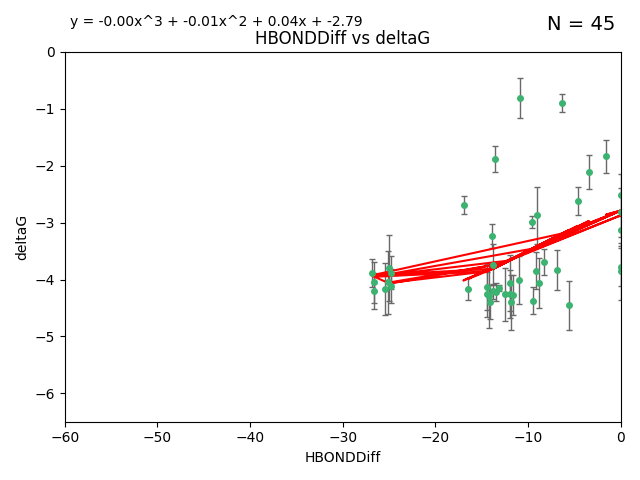 y = -0.00x^3 + -0.01x^2 + 0.04x + -2.79
N = 45
HBONDDiff vs deltaG
0
−1
−2
−3
−4
−5
−6
deltaG
−60 −50 −40 −30 −20 −10 0
HBONDDiff